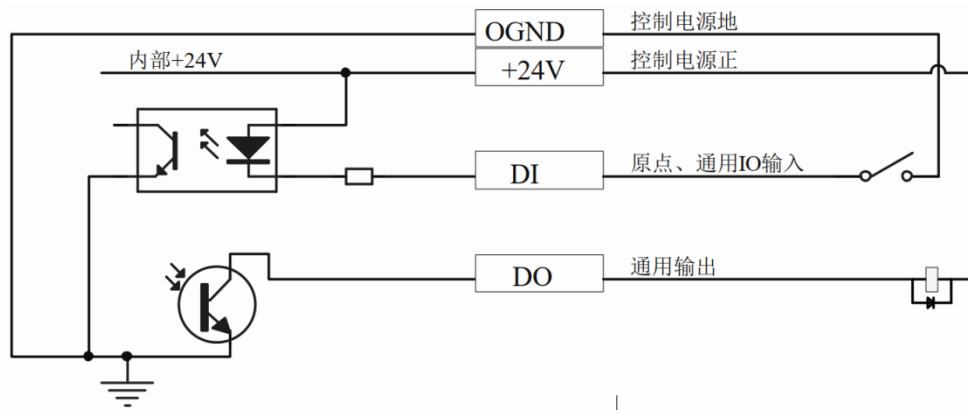 OGND 控制电源地
内部+24V +24V 控制电源正
DI 原点、通用IO输入
DO 通用输出